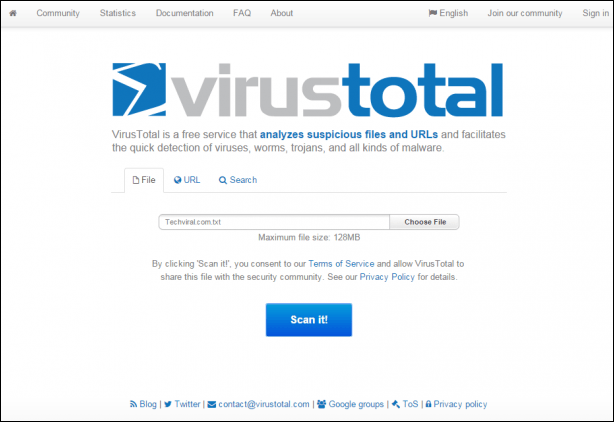 Community Statistics Documentation FAQ About English Join our community Sign in
virustotal
VirusTotal is a free service that analyzes suspicious files and URLs and facilitates
the quick detection of viruses, worms, trojans, and all kinds of malware.
File URL Search
Techviral.com.txt Choose File
Maximum file size: 128MB
By clicking 'Scan it!', you consent to our Terms of Service and allow VirusTotal to
share this file with the security community. See our Privacy Policy for details.
Scan it!
Blog | Twitter | contact@virustotal.com | Google groups | ToS | Privacy policy